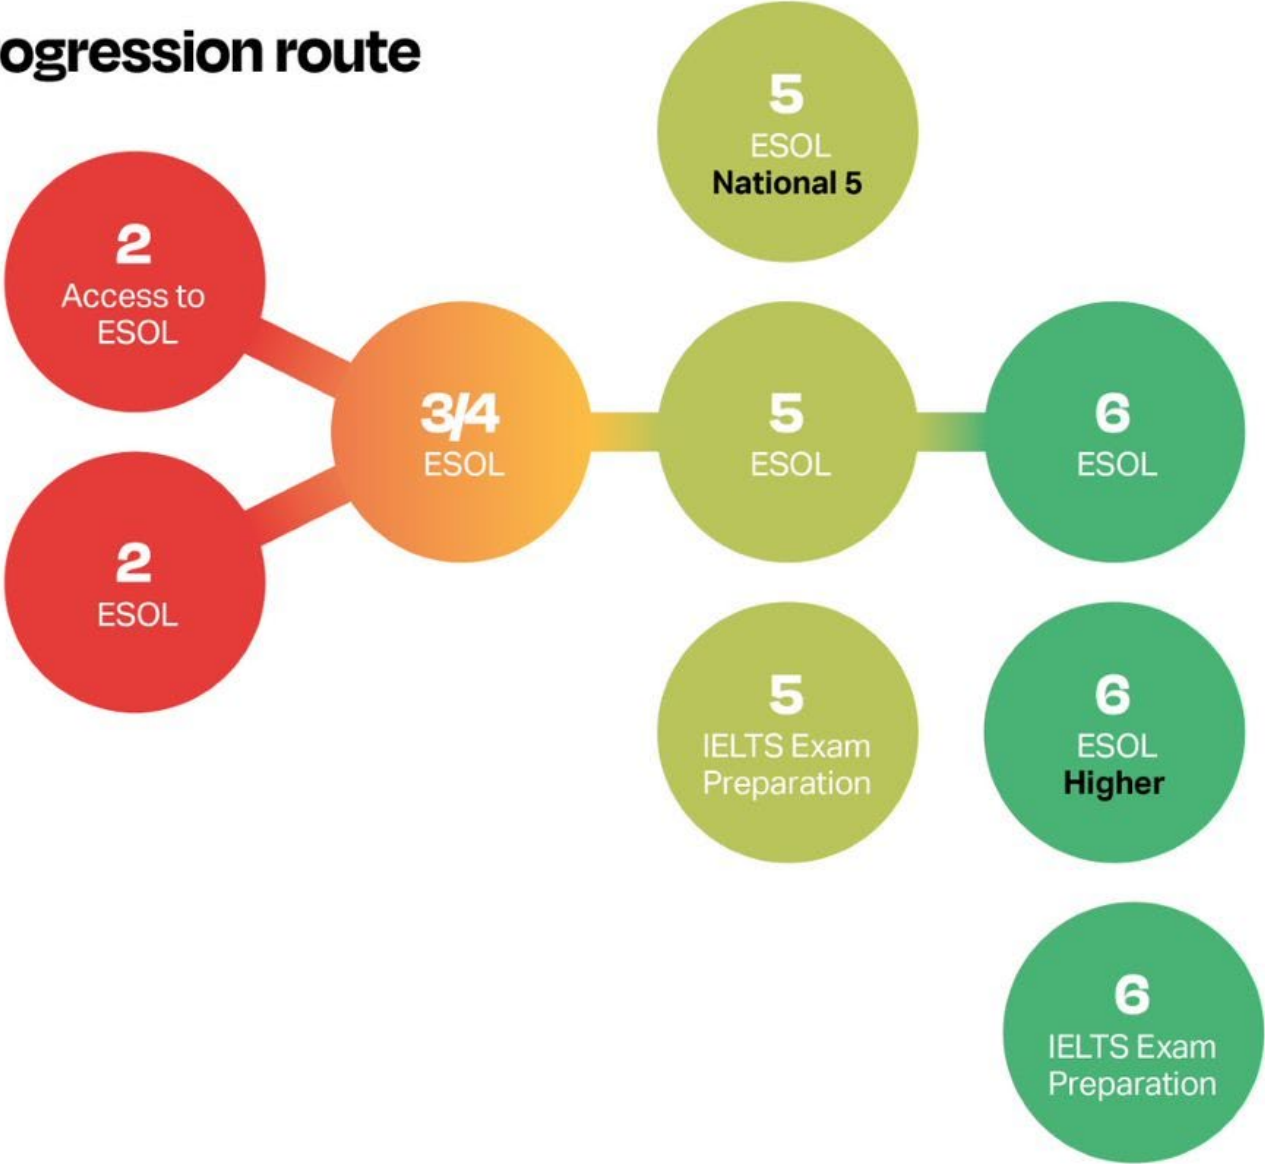 ogression route
5
ESOL
National 5
2
Access to
ESOL
3/4
ESOL
5
ESOL
6
ESOL
2
ESOL
5
IELTS Exam
Preparation
6
ESOL
Higher
6
IELTS Exam
Preparation